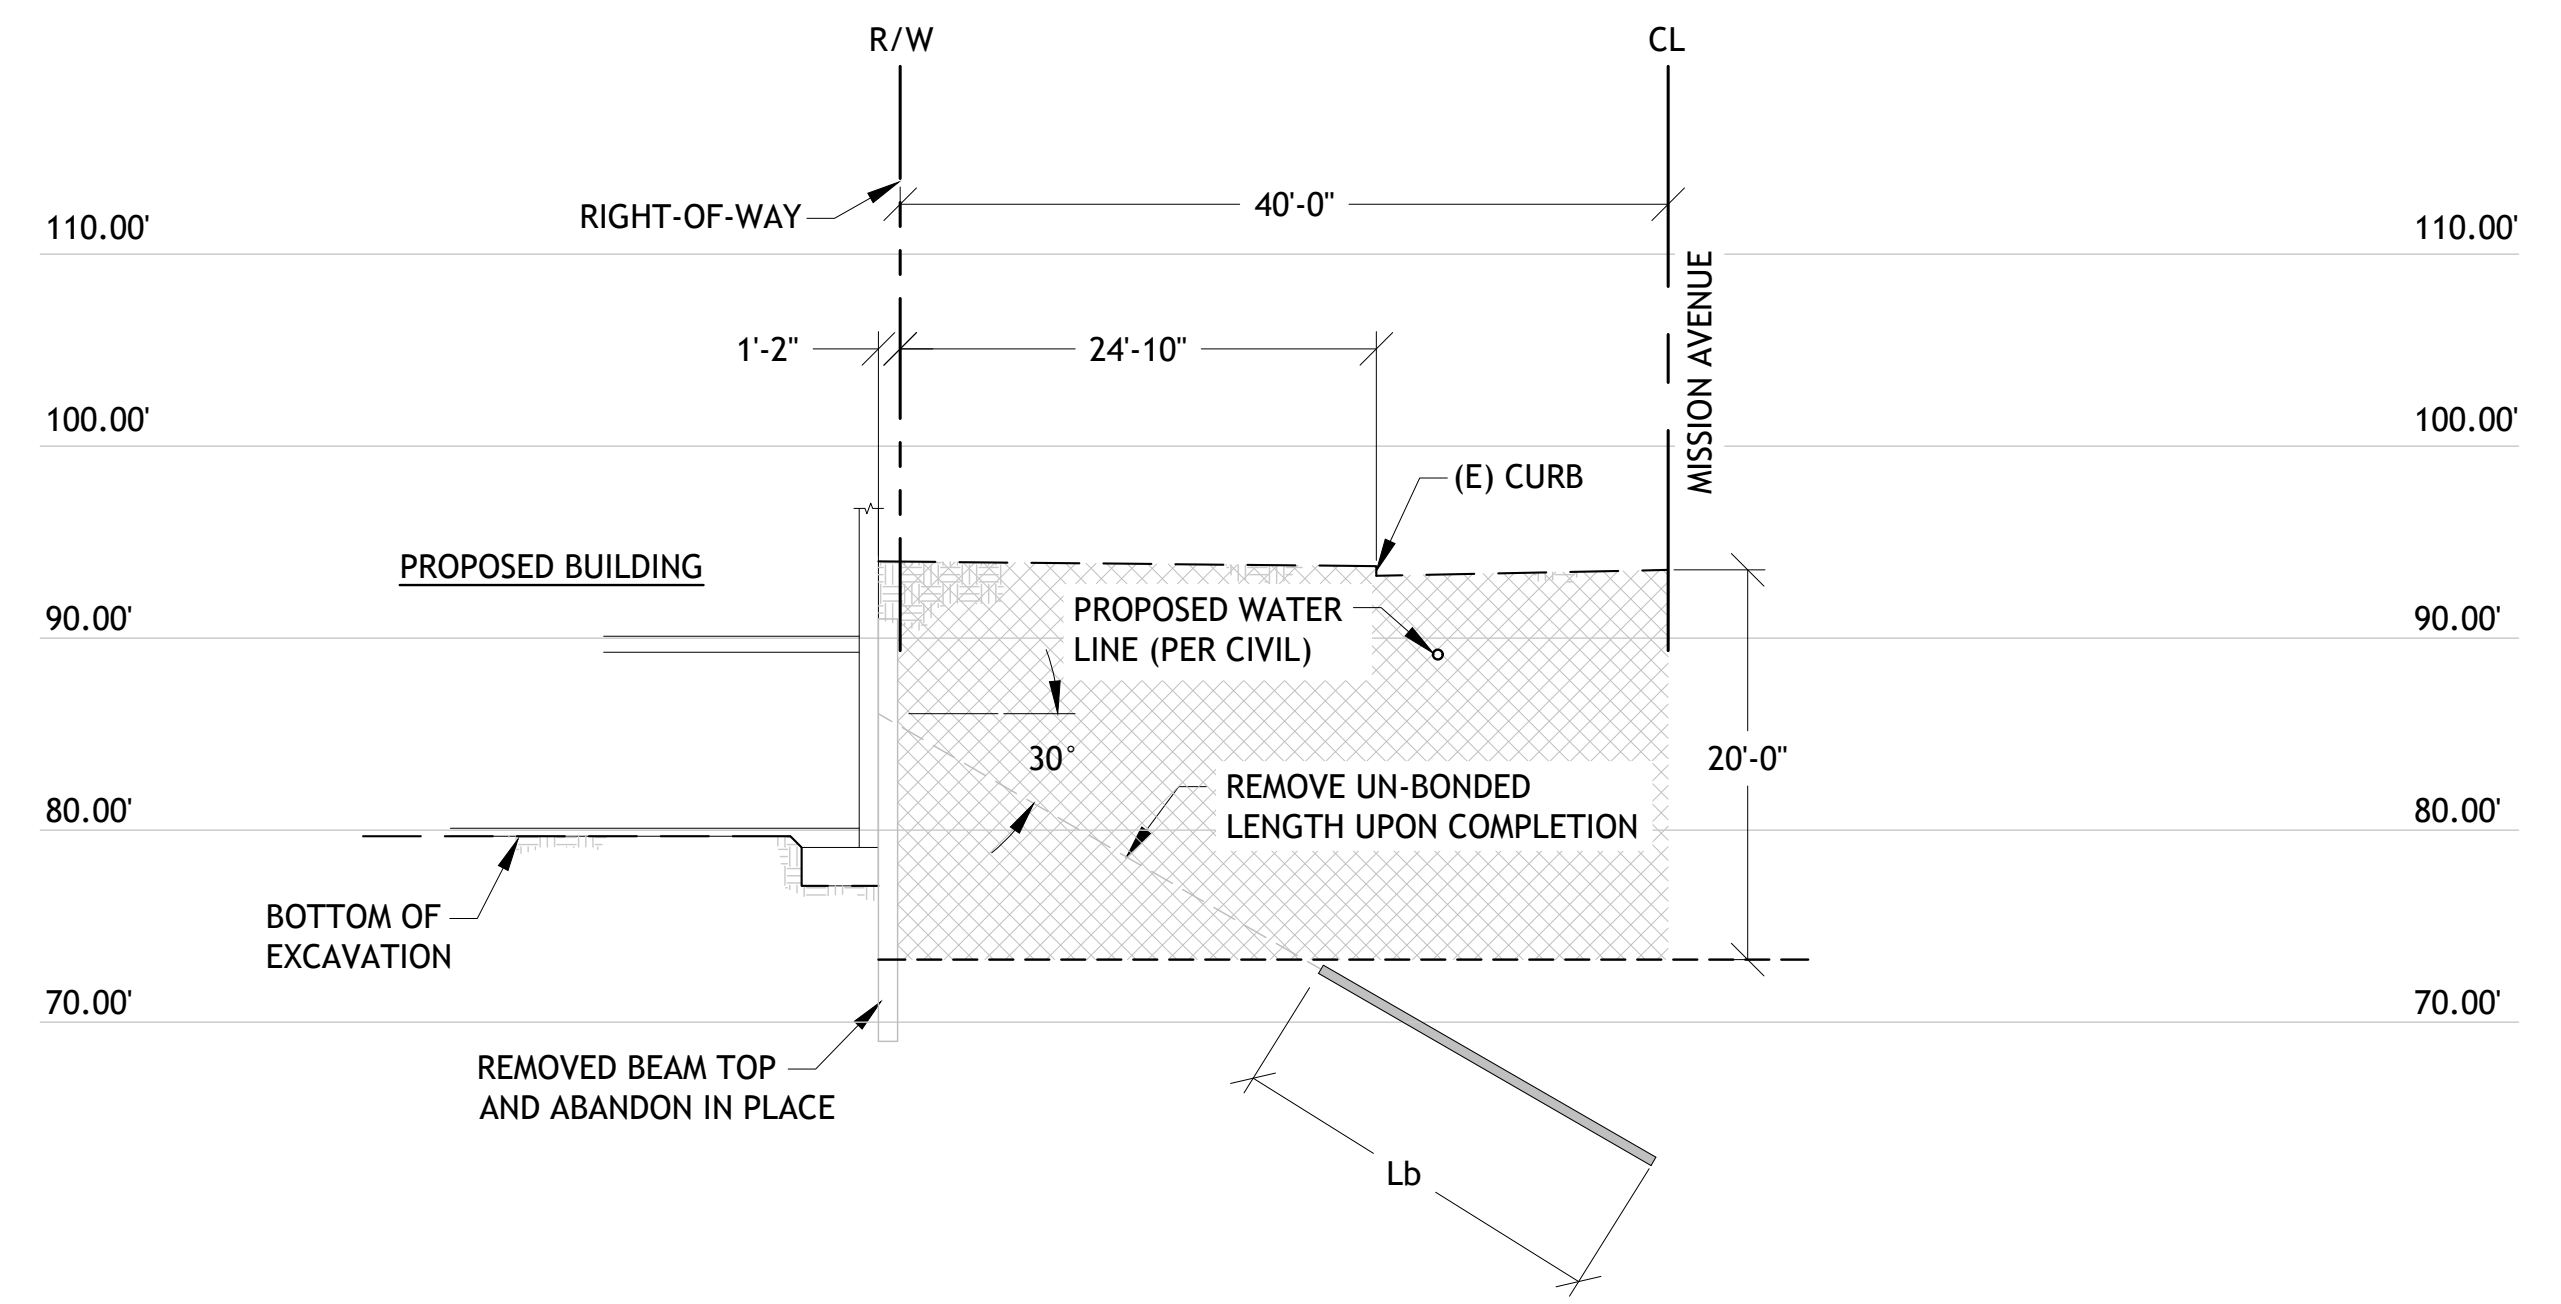 R/W
CL
RIGHT-OF-WAY
40'-0"
110.00'
110.00'
MISSION AVENUE
1'-2"
24'-10"
100.00'
100.00'
(E) CURB
PROPOSED BUILDING
90.00'
PROPOSED WATER
LINE (PER CIVIL)
90.00'
30°
20'-0"
REMOVE UN-BONDED
LENGTH UPON COMPLETION
80.00'
80.00'
BOTTOM OF
EXCAVATION
70.00'
70.00'
REMOVED BEAM TOP
AND ABANDON IN PLACE
Lb